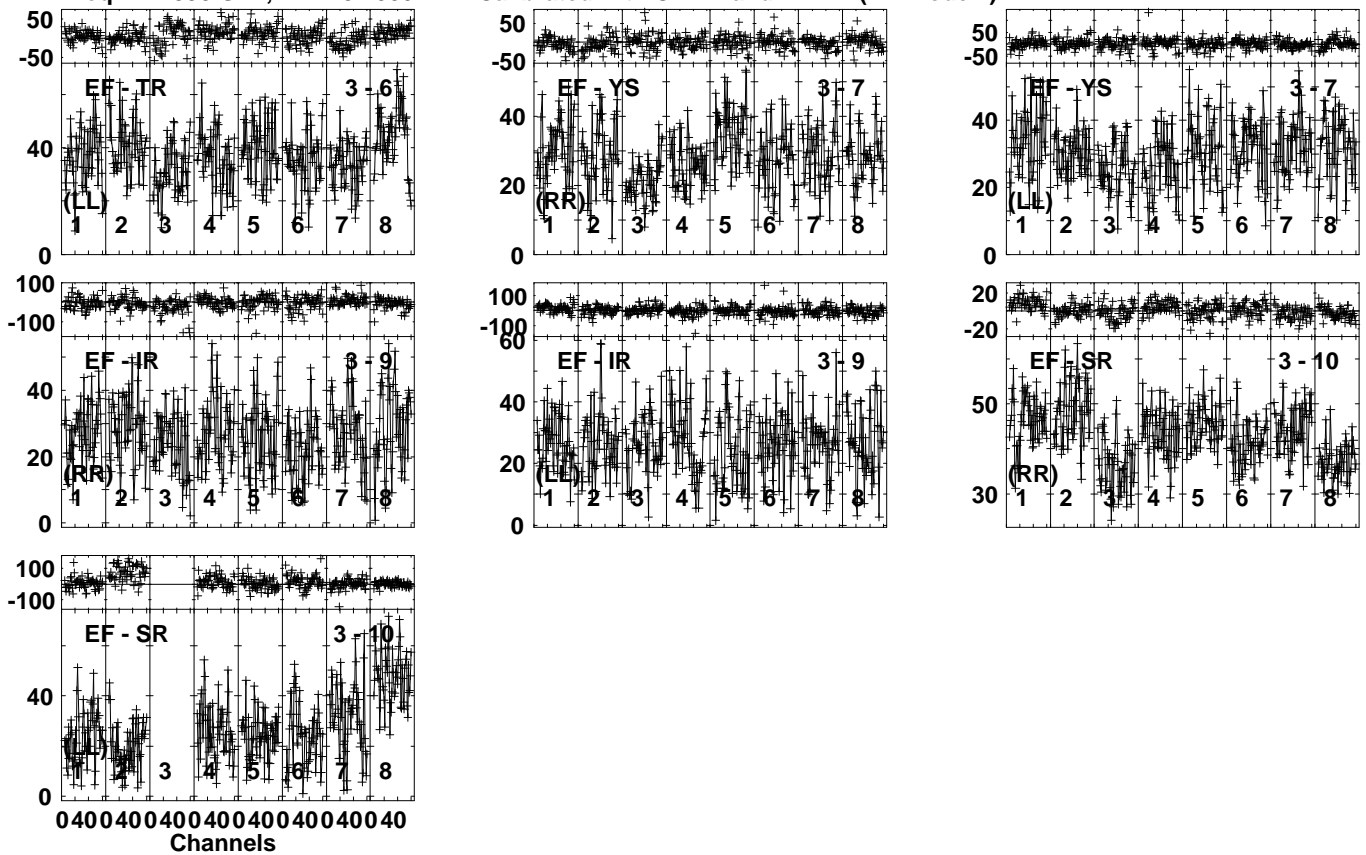 50
-50
EF - TR 3 - 6
40
(LL)
1 2 3 4 5 6 7 8
0
50
-50
EF - YS 3 - 7
40
20
(RR)
1 2 3 4 5 6 7 8
0
50
-50
EF - YS 3 - 7
40
20
(LL)
1 2 3 4 5 6 7 8
0
100
-100
EF - IR 3 - 9
40
20
(RR)
1 2 3 4 5 6 7 8
0
100
-100
60
EF - IR 3 - 9
40
20
(LL)
1 2 3 4 5 6 7 8
0
20
-20
EF - SR 3 - 10
50
(RR)
30
1 2 3 4 5 6 7 8
100
-100
EF - SR 3 - 10
40
(LL)
1 2 3 4 5 6 7 8
0
0 40 0 40 0 40 0 40 0 40 0 40 0 40 0 40
Channels